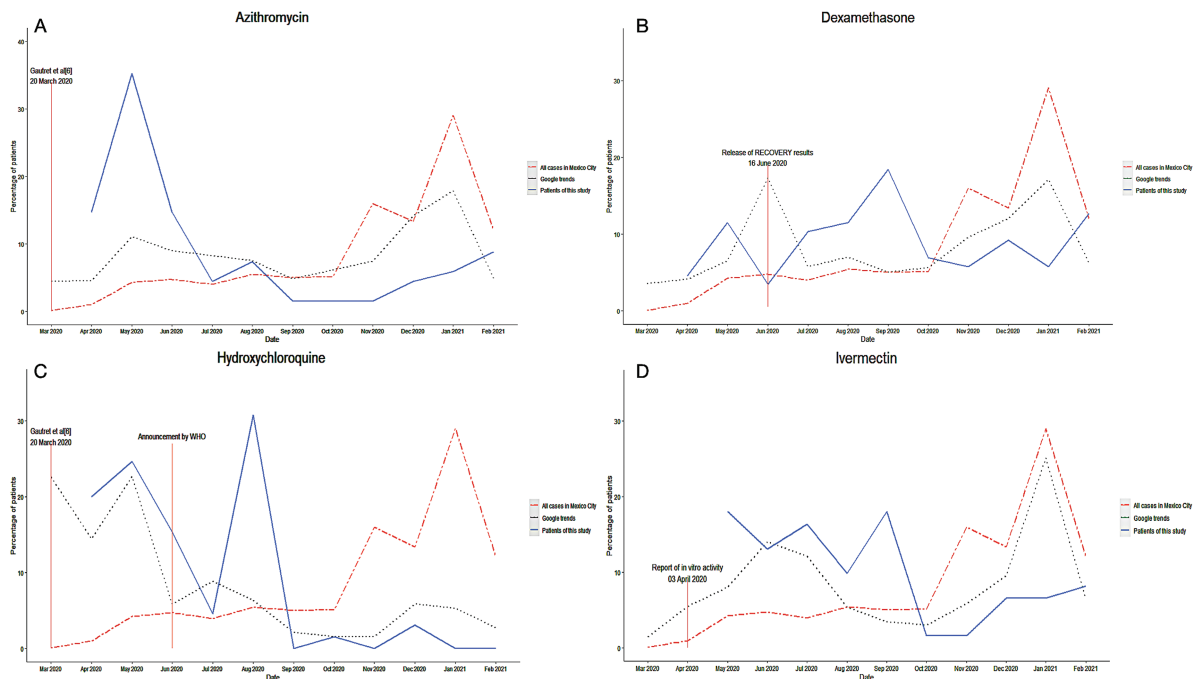 A
Azithromycin
Percentage of patients
40
30
20
10
0
Gautret et al[6]
20 March 2020
All cases in Mexico City
Google trends
Patients of this study
Mar 2020 Apr 2020 May 2020 Jun 2020 Jul 2020 Aug 2020 Sep 2020 Oct 2020 Nov 2020 Dec 2020 Jan 2021 Feb 2021
Date
B
Dexamethasone
Percentage of patients
30
20
10
0
Release of RECOVERY results
16 June 2020
All cases in Mexico City
Google trends
Patients of this study
Mar 2020 Apr 2020 May 2020 Jun 2020 Jul 2020 Aug 2020 Sep 2020 Oct 2020 Nov 2020 Dec 2020 Jan 2021 Feb 2021
Date
C
Hydroxychloroquine
Percentage of patients
30
20
10
0
Gautret et al[6]
20 March 2020
Announcement by WHO
All cases in Mexico City
Google trends
Patients of this study
Mar 2020 Apr 2020 May 2020 Jun 2020 Jul 2020 Aug 2020 Sep 2020 Oct 2020 Nov 2020 Dec 2020 Jan 2021 Feb 2021
Date
D
Ivermectin
Percentage of patients
30
20
10
0
Report of in vitro activity
03 April 2020
All cases in Mexico City
Google trends
Patients of this study
Mar 2020 Apr 2020 May 2020 Jun 2020 Jul 2020 Aug 2020 Sep 2020 Oct 2020 Nov 2020 Dec 2020 Jan 2021 Feb 2021
Date